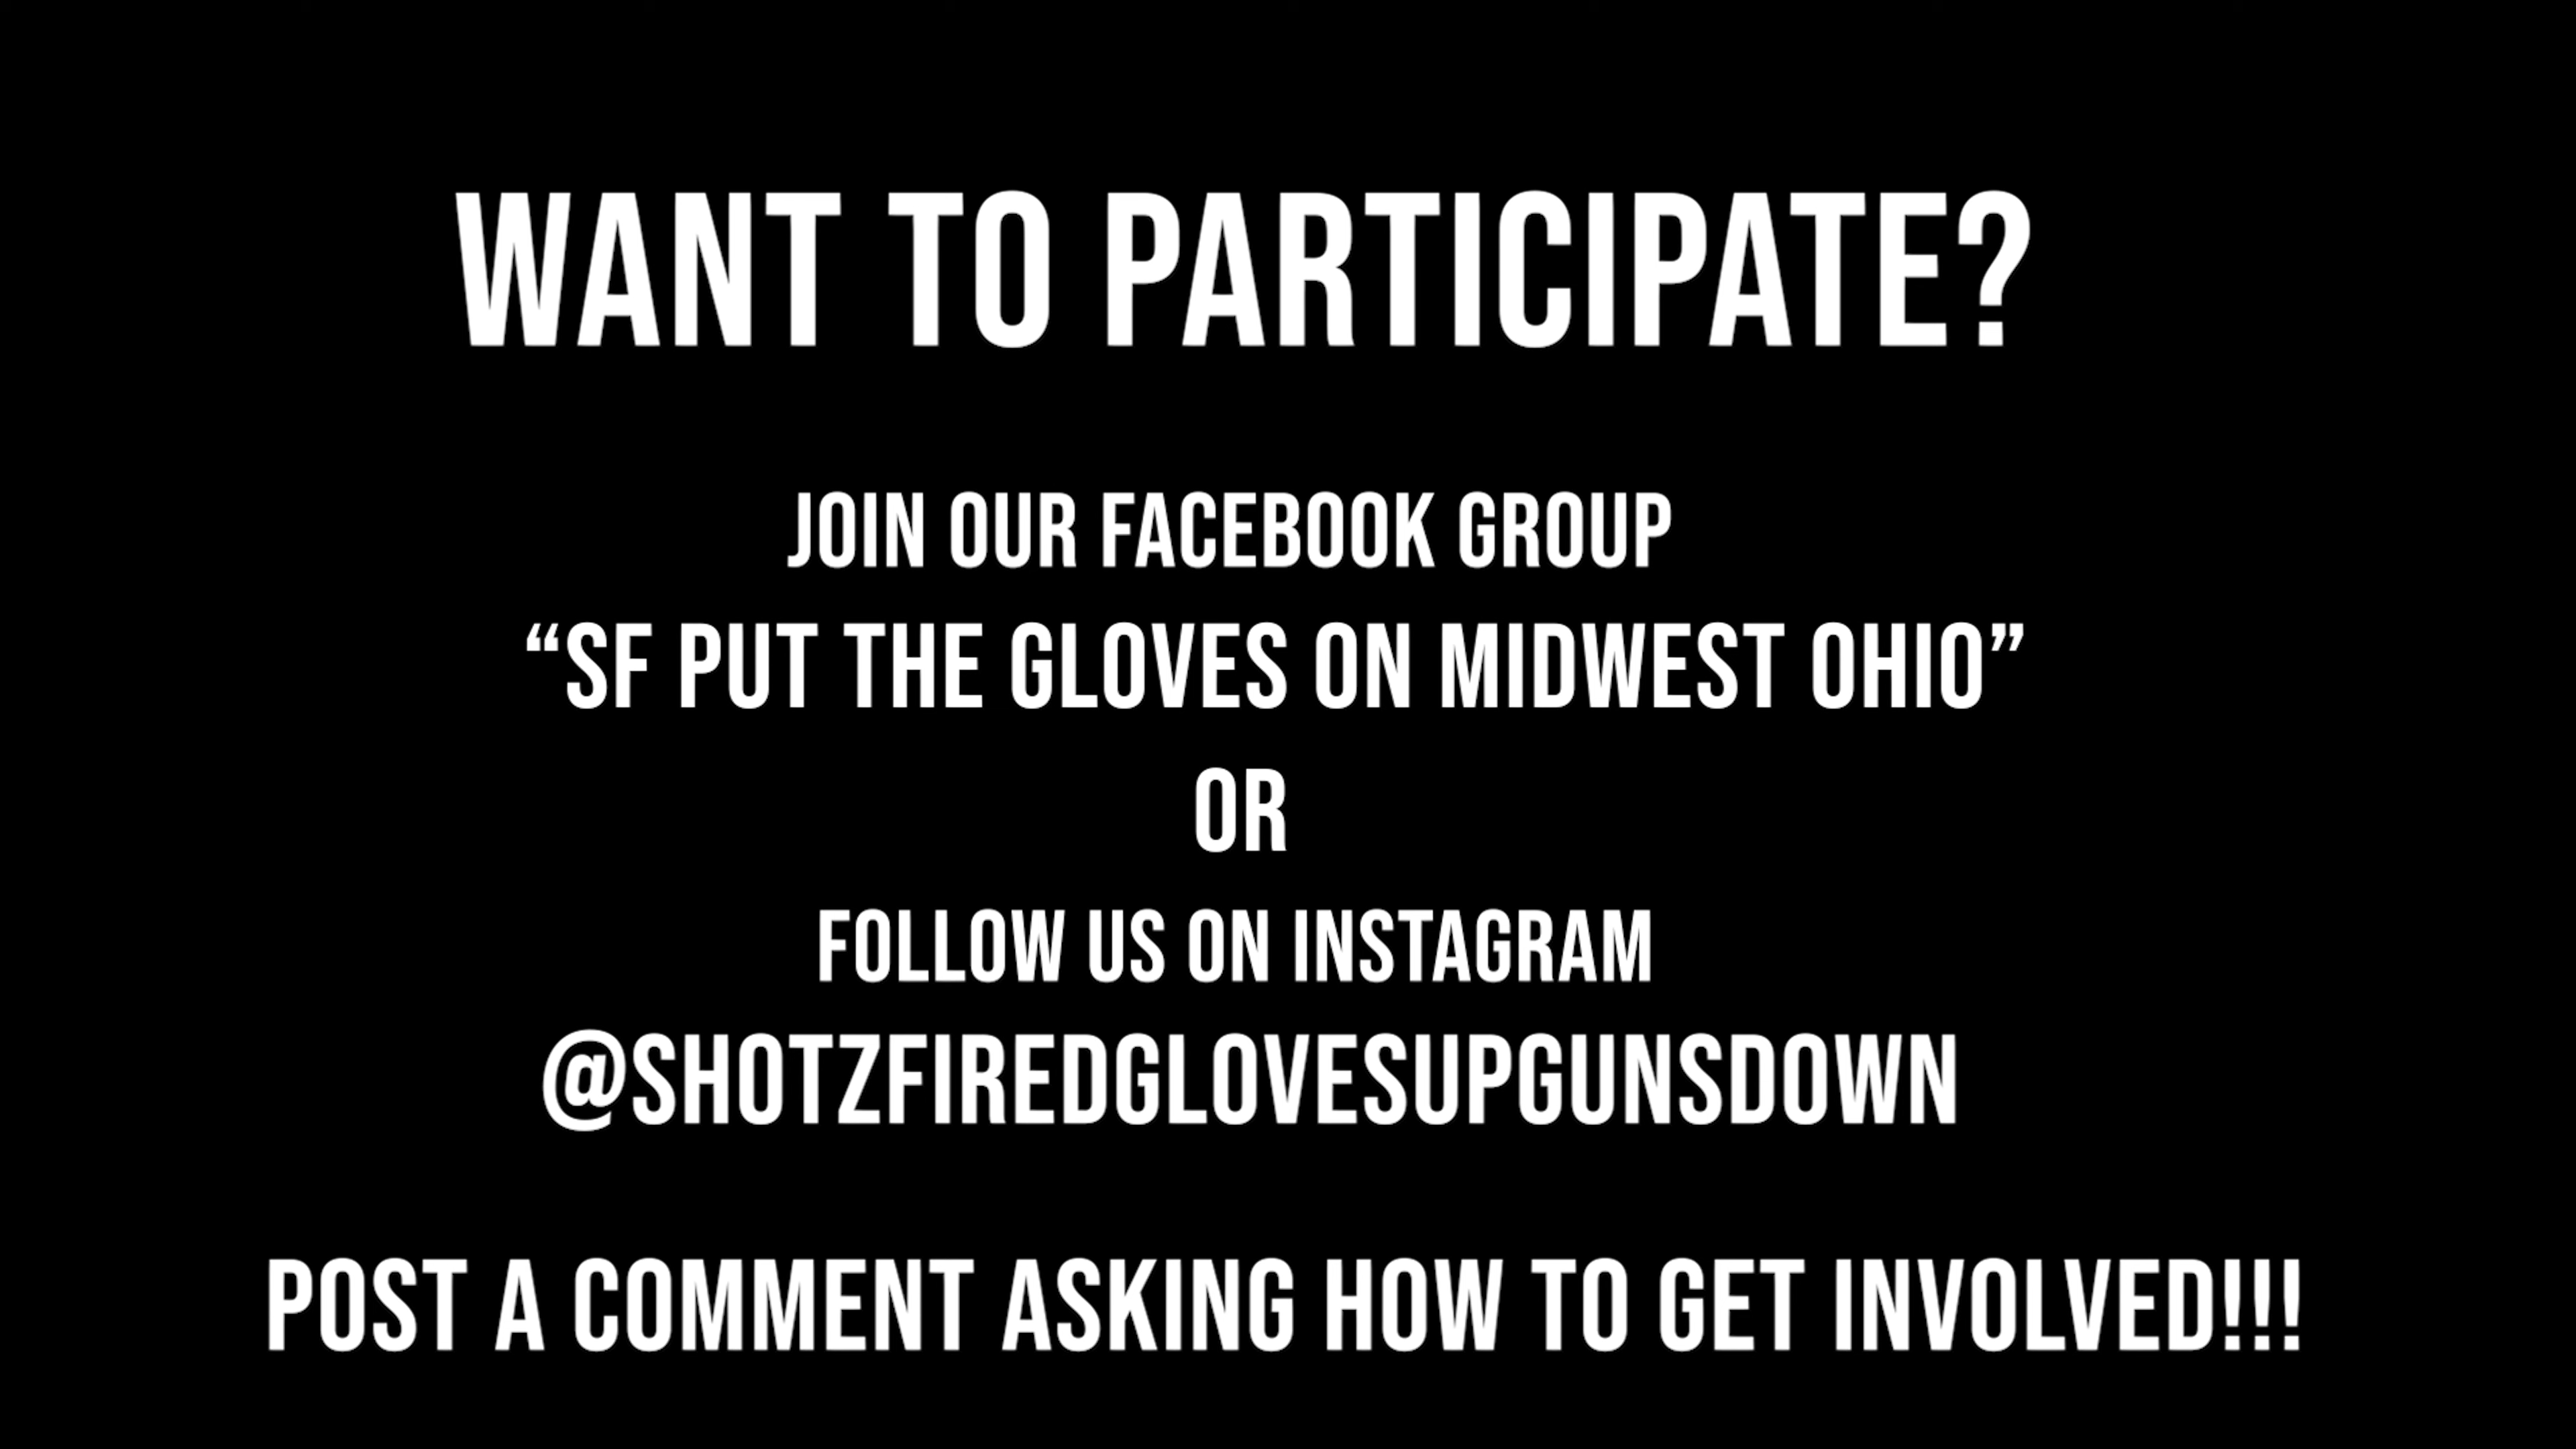 WANT TO PARTICIPATE?
JOIN OUR FACEBOOK GROUP
“SF PUT THE GLOVES ON MIDWEST OHIO”
OR
FOLLOW US ON INSTAGRAM
@SHOTZFIREDGLOVESUPGUNSDOWN
POST A COMMENT ASKING HOW TO GET INVOLVED!!!